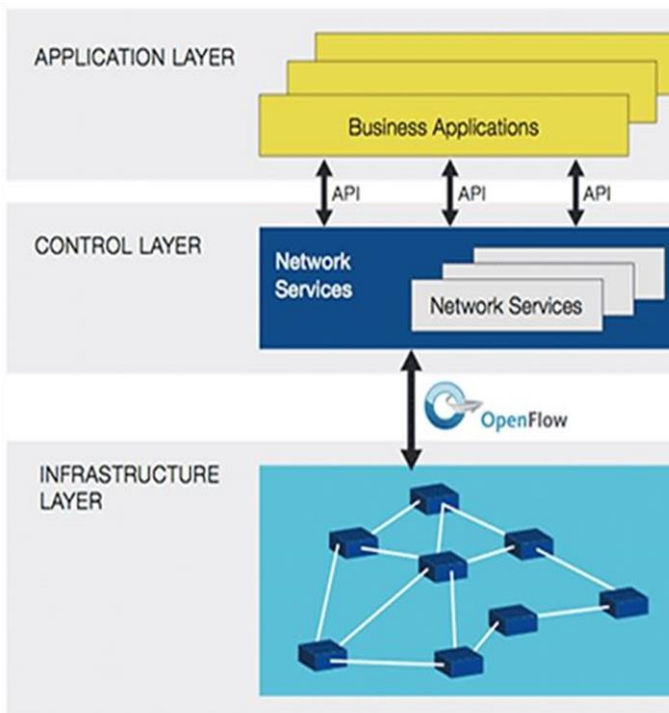 APPLICATION LAYER
Business Applications
API API API
CONTROL LAYER
Network
Services
Network Services
OpenFlow
INFRASTRUCTURE
LAYER